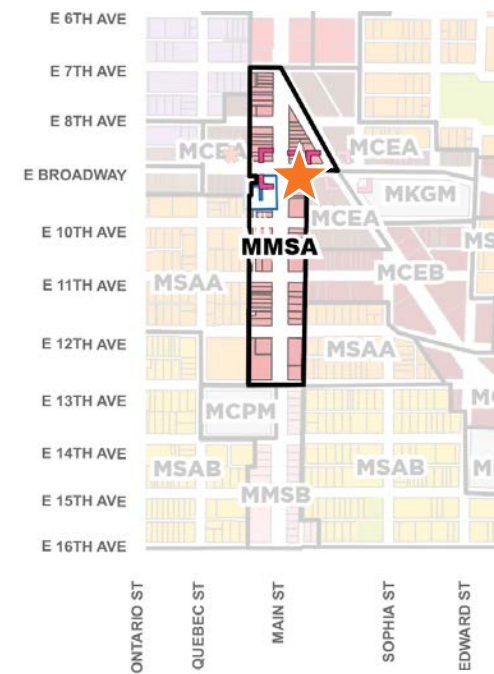 E 6TH AVE
E 7TH AVE
E 8TH AVE
MCEA
MCEA
E BROADWAY
MKGM
MCEA
E 10TH AVE
MMSA
MS
MCEB
E 11TH AVE
MSAA
E 12TH AVE
MSAA
E 13TH AVE
MCPM
MC
E 14TH AVE
MSAB
MSAB
M
MMSB
E 15TH AVE
E 16TH AVE
ONTARIO ST
QUEBEC ST
MAIN ST
SOPHIA ST
EDWARD ST